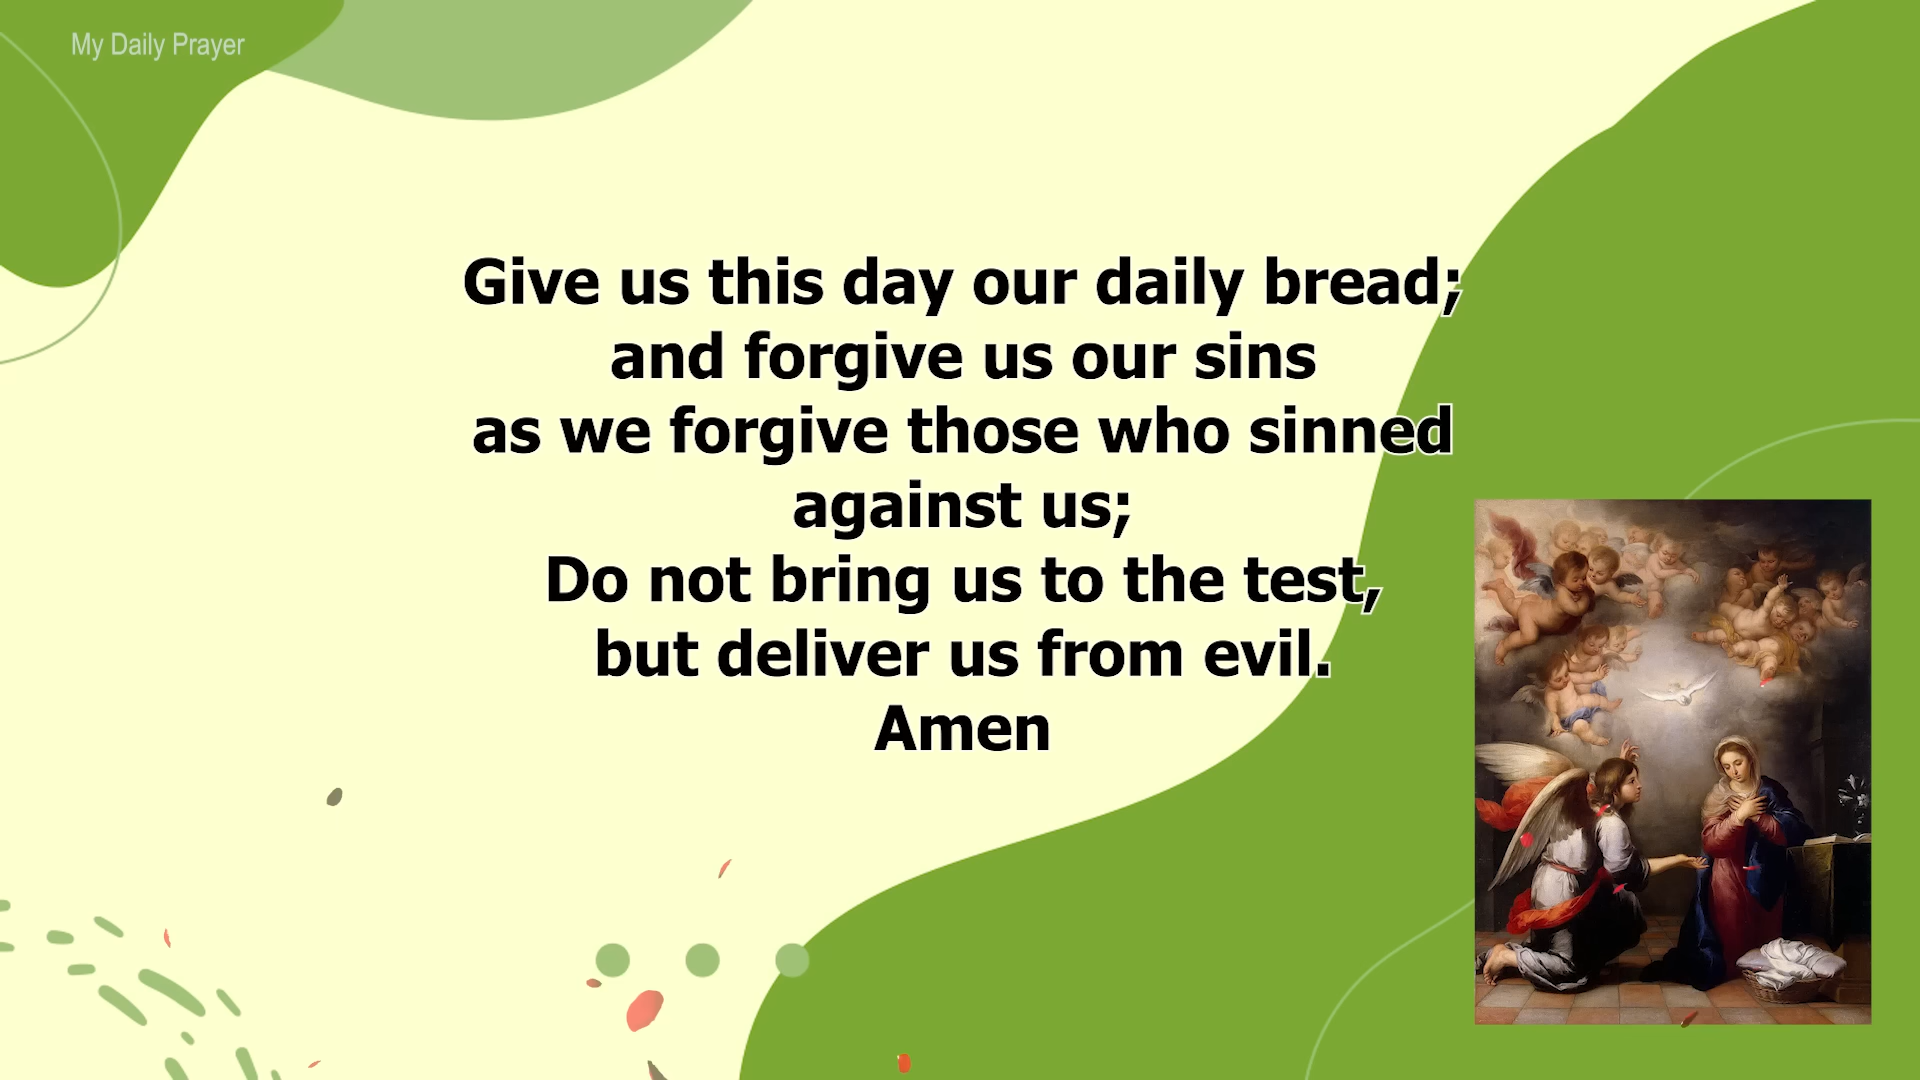 My Daily Prayer
Give us this day our daily bread;
and forgive us our sins
as we forgive those who sinned
against us;
Do not bring us to the test,
but deliver us from evil.
Amen